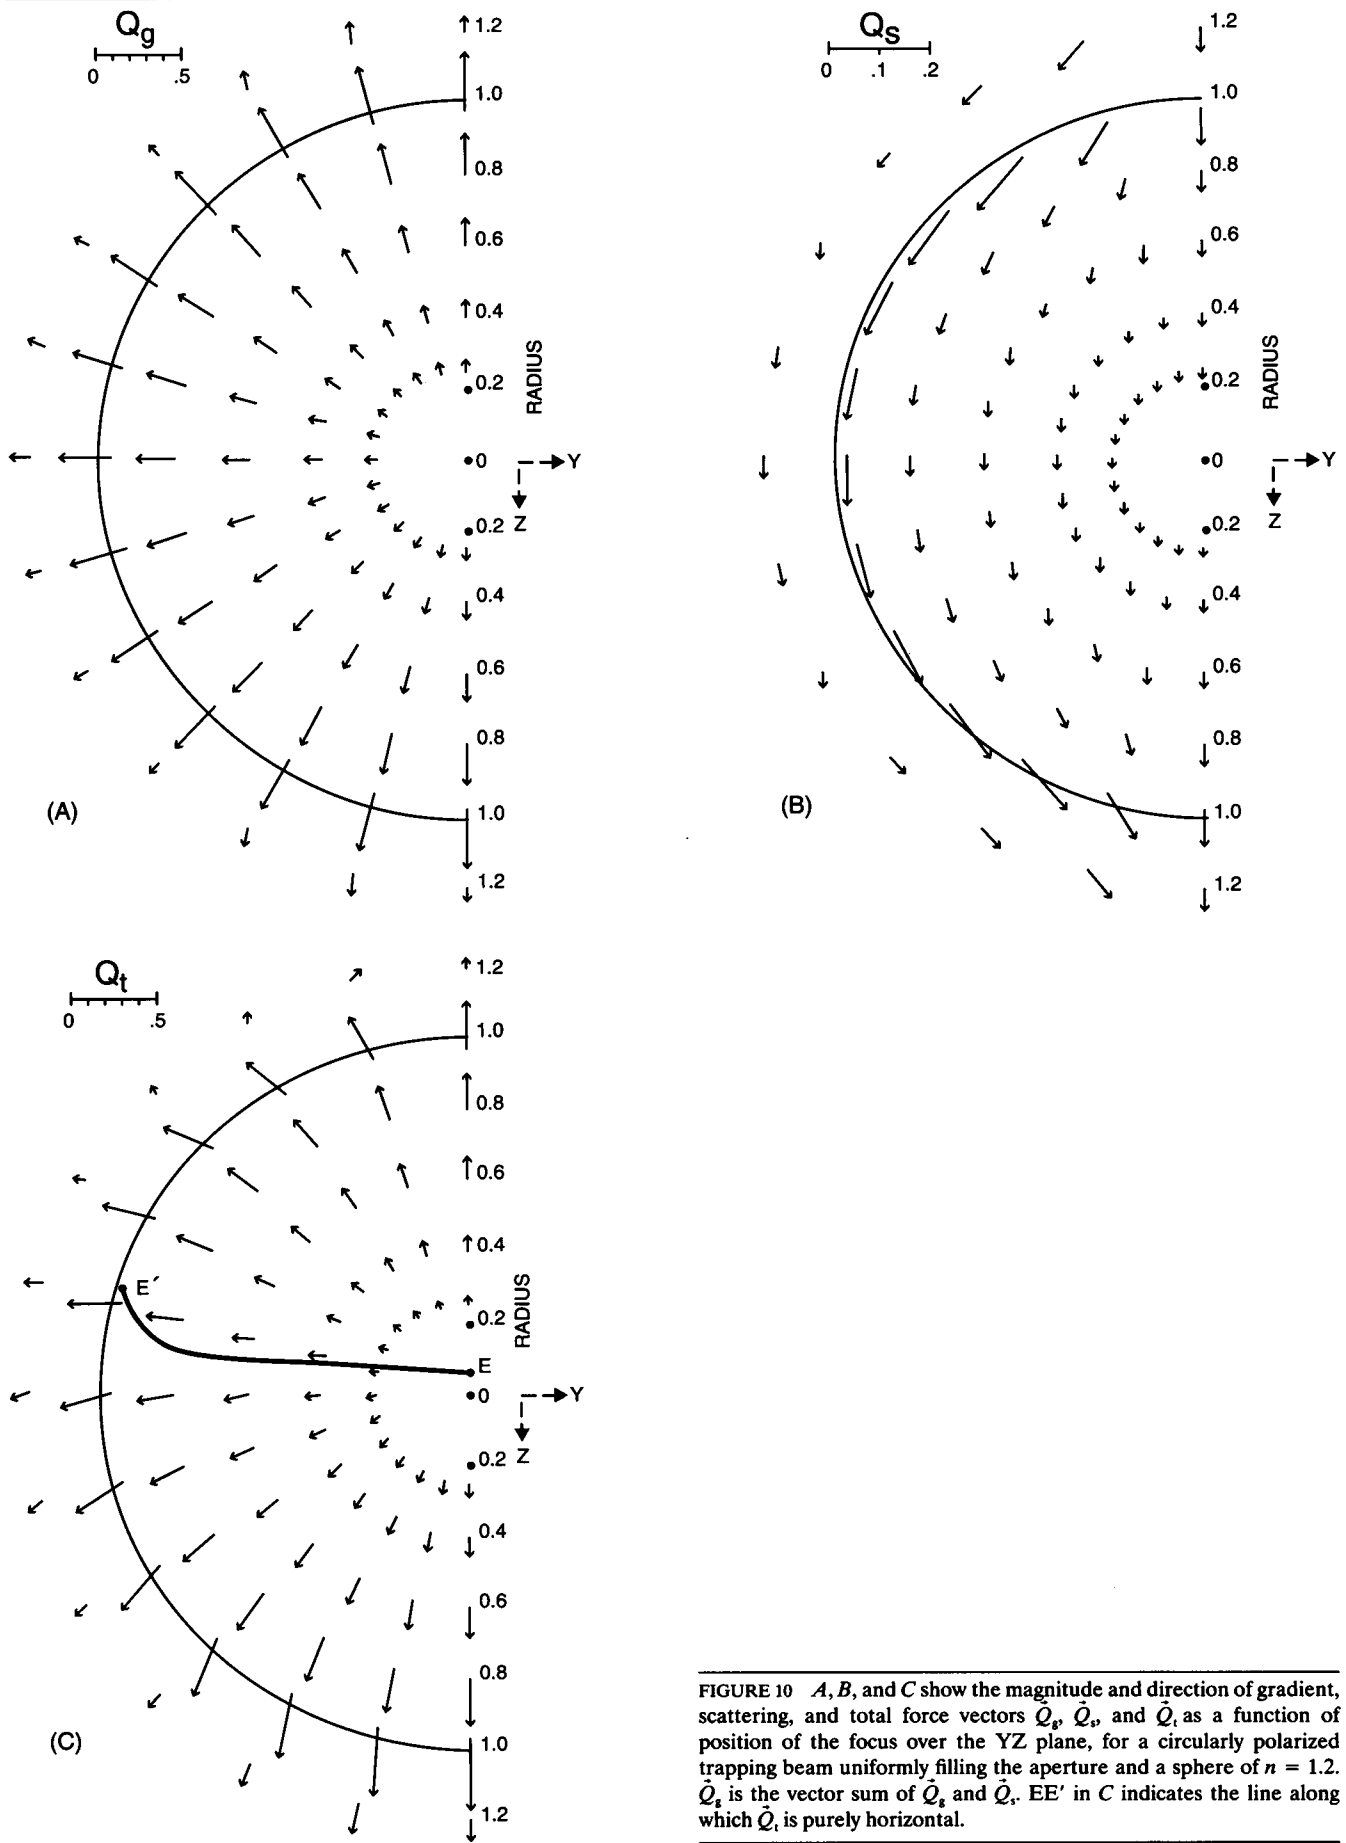 Qg
0 .5
1.2
1.0
0.8
0.6
0.4
0.2
0
0.2
0.4
0.6
0.8
1.0
1.2
RADIUS
Y
Z
(A)
Qs
0 .1 .2
1.2
1.0
0.8
0.6
0.4
0.2
0
0.2
0.4
0.6
0.8
1.0
1.2
RADIUS
Y
Z
(B)
Qt
0 .5
1.2
1.0
0.8
0.6
0.4
0.2
E
0
0.2
0.4
0.6
0.8
1.0
1.2
E′
RADIUS
Y
Z
(C)
FIGURE 10 A, B, and C show the magnitude and direction of gradient,
scattering, and total force vectors Q⃗g, Q⃗s, and Q⃗t as a function of
position of the focus over the YZ plane, for a circularly polarized
trapping beam uniformly filling the aperture and a sphere of n = 1.2.
Q⃗g is the vector sum of Q⃗g and Q⃗s. EE′ in C indicates the line along
which Q⃗t is purely horizontal.